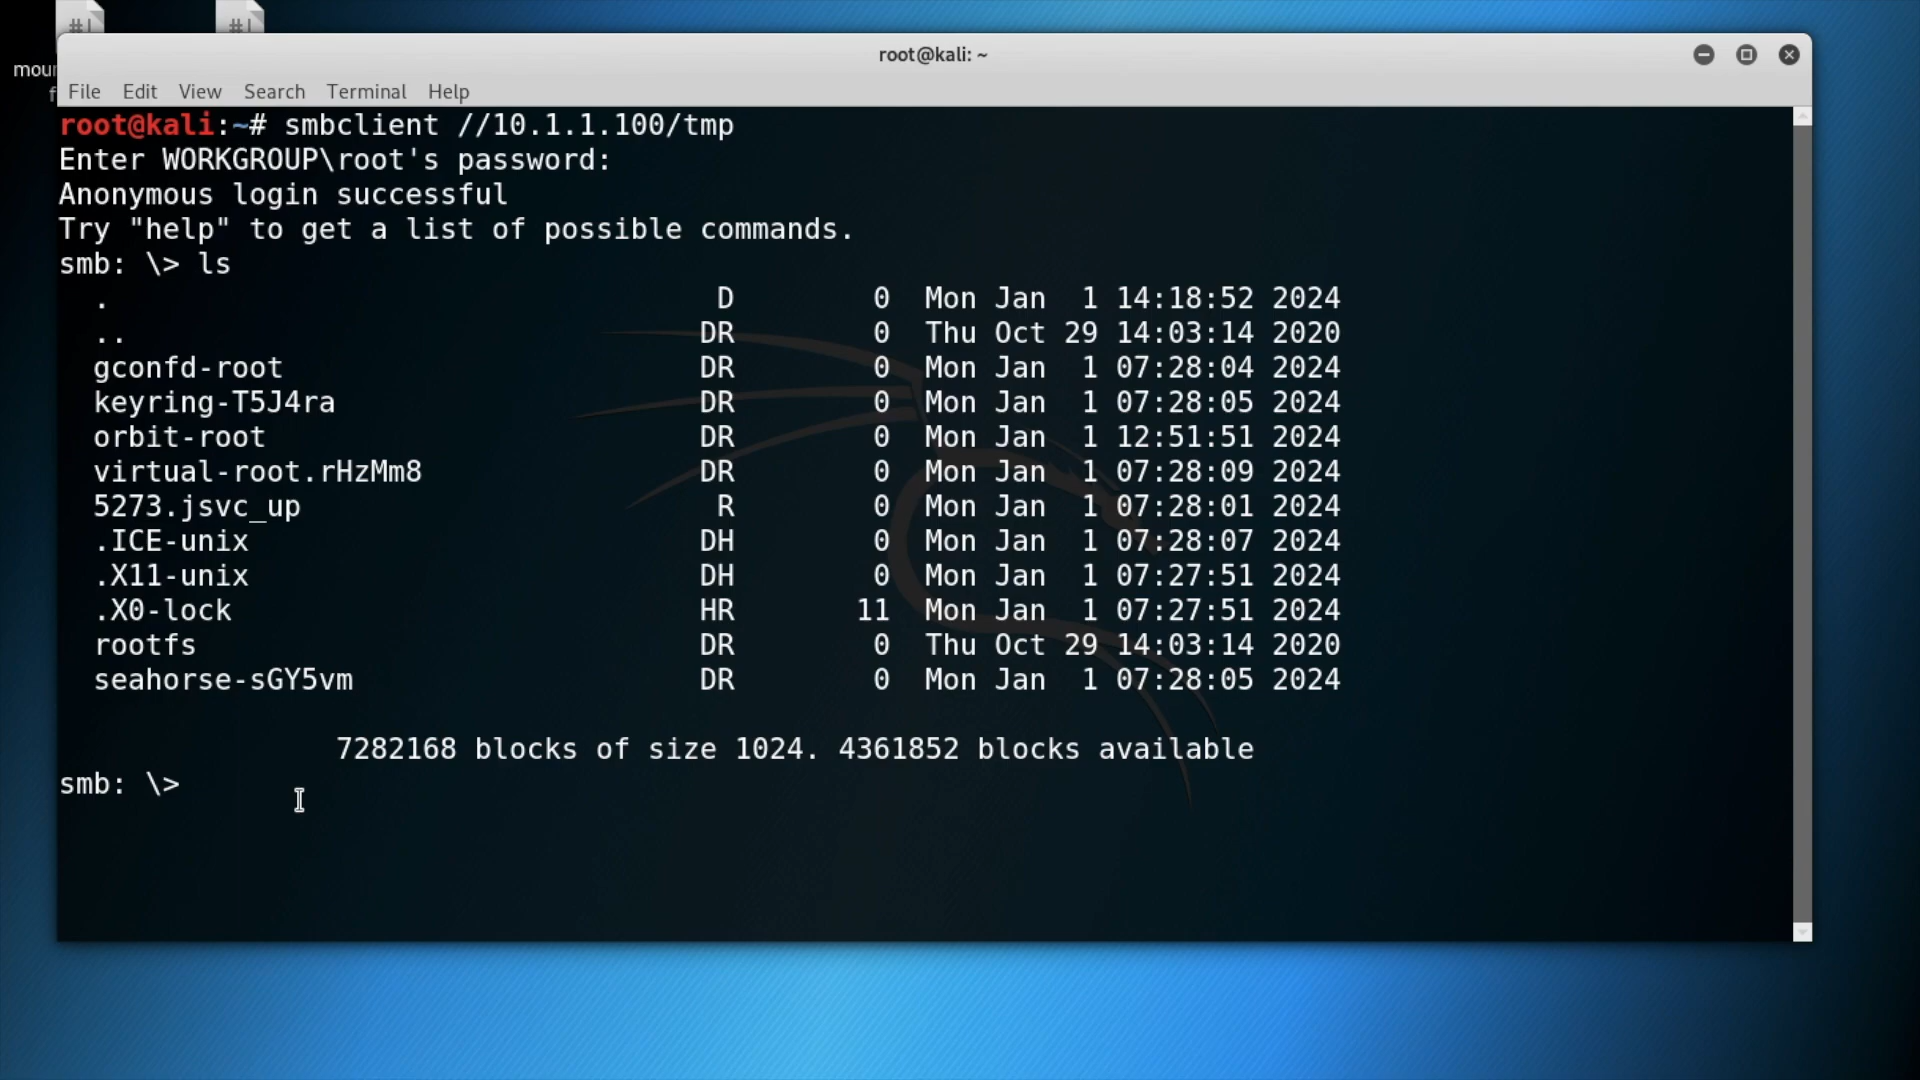 #!
#!
root@kali: ~
File Edit View Search Terminal Help
root@kali:~# smbclient //10.1.1.100/tmp
Enter WORKGROUP\root's password:
Anonymous login successful
Try "help" to get a list of possible commands.
smb: \> ls
  .                                   D        0  Mon Jan  1 14:18:52 2024
  ..                                 DR        0  Thu Oct 29 14:03:14 2020
  gconfd-root                        DR        0  Mon Jan  1 07:28:04 2024
  keyring-T5J4ra                     DR        0  Mon Jan  1 07:28:05 2024
  orbit-root                         DR        0  Mon Jan  1 12:51:51 2024
  virtual-root.rHzMm8                DR        0  Mon Jan  1 07:28:09 2024
  5273.jsvc_up                        R        0  Mon Jan  1 07:28:01 2024
  .ICE-unix                          DH        0  Mon Jan  1 07:28:07 2024
  .X11-unix                          DH        0  Mon Jan  1 07:27:51 2024
  .X0-lock                           HR       11  Mon Jan  1 07:27:51 2024
  rootfs                             DR        0  Thu Oct 29 14:03:14 2020
  seahorse-sGY5vm                    DR        0  Mon Jan  1 07:28:05 2024
                7282168 blocks of size 1024. 4361852 blocks available
smb: \>